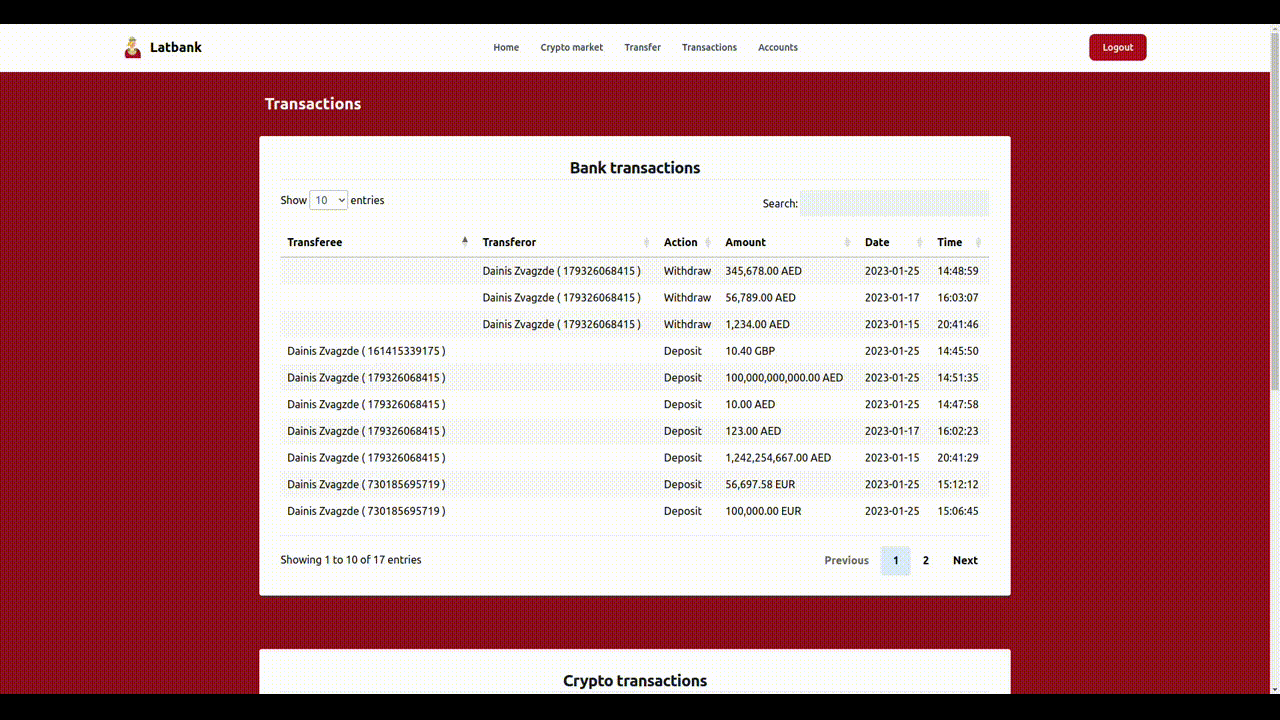 Latbank Home Crypto market Transfer Transactions Accounts Logout
Transactions
Bank transactions
Show 10 entries Search:
Transferee Transferor Action Amount Date Time
Dainis Zvagzde ( 179326068415 ) Withdraw 345,678.00 AED 2023-01-25 14:48:59
Dainis Zvagzde ( 179326068415 ) Withdraw 56,789.00 AED 2023-01-17 16:03:07
Dainis Zvagzde ( 179326068415 ) Withdraw 1,234.00 AED 2023-01-15 20:41:46
Dainis Zvagzde ( 161415339175 ) Deposit 10.40 GBP 2023-01-25 14:45:50
Dainis Zvagzde ( 179326068415 ) Deposit 100,000,000,000.00 AED 2023-01-25 14:51:35
Dainis Zvagzde ( 179326068415 ) Deposit 10.00 AED 2023-01-25 14:47:58
Dainis Zvagzde ( 179326068415 ) Deposit 123.00 AED 2023-01-17 16:02:23
Dainis Zvagzde ( 179326068415 ) Deposit 1,242,254,667.00 AED 2023-01-15 20:41:29
Dainis Zvagzde ( 730185695719 ) Deposit 56,697.58 EUR 2023-01-25 15:12:12
Dainis Zvagzde ( 730185695719 ) Deposit 100,000.00 EUR 2023-01-25 15:06:45
Showing 1 to 10 of 17 entries Previous 1 2 Next
Crypto transactions